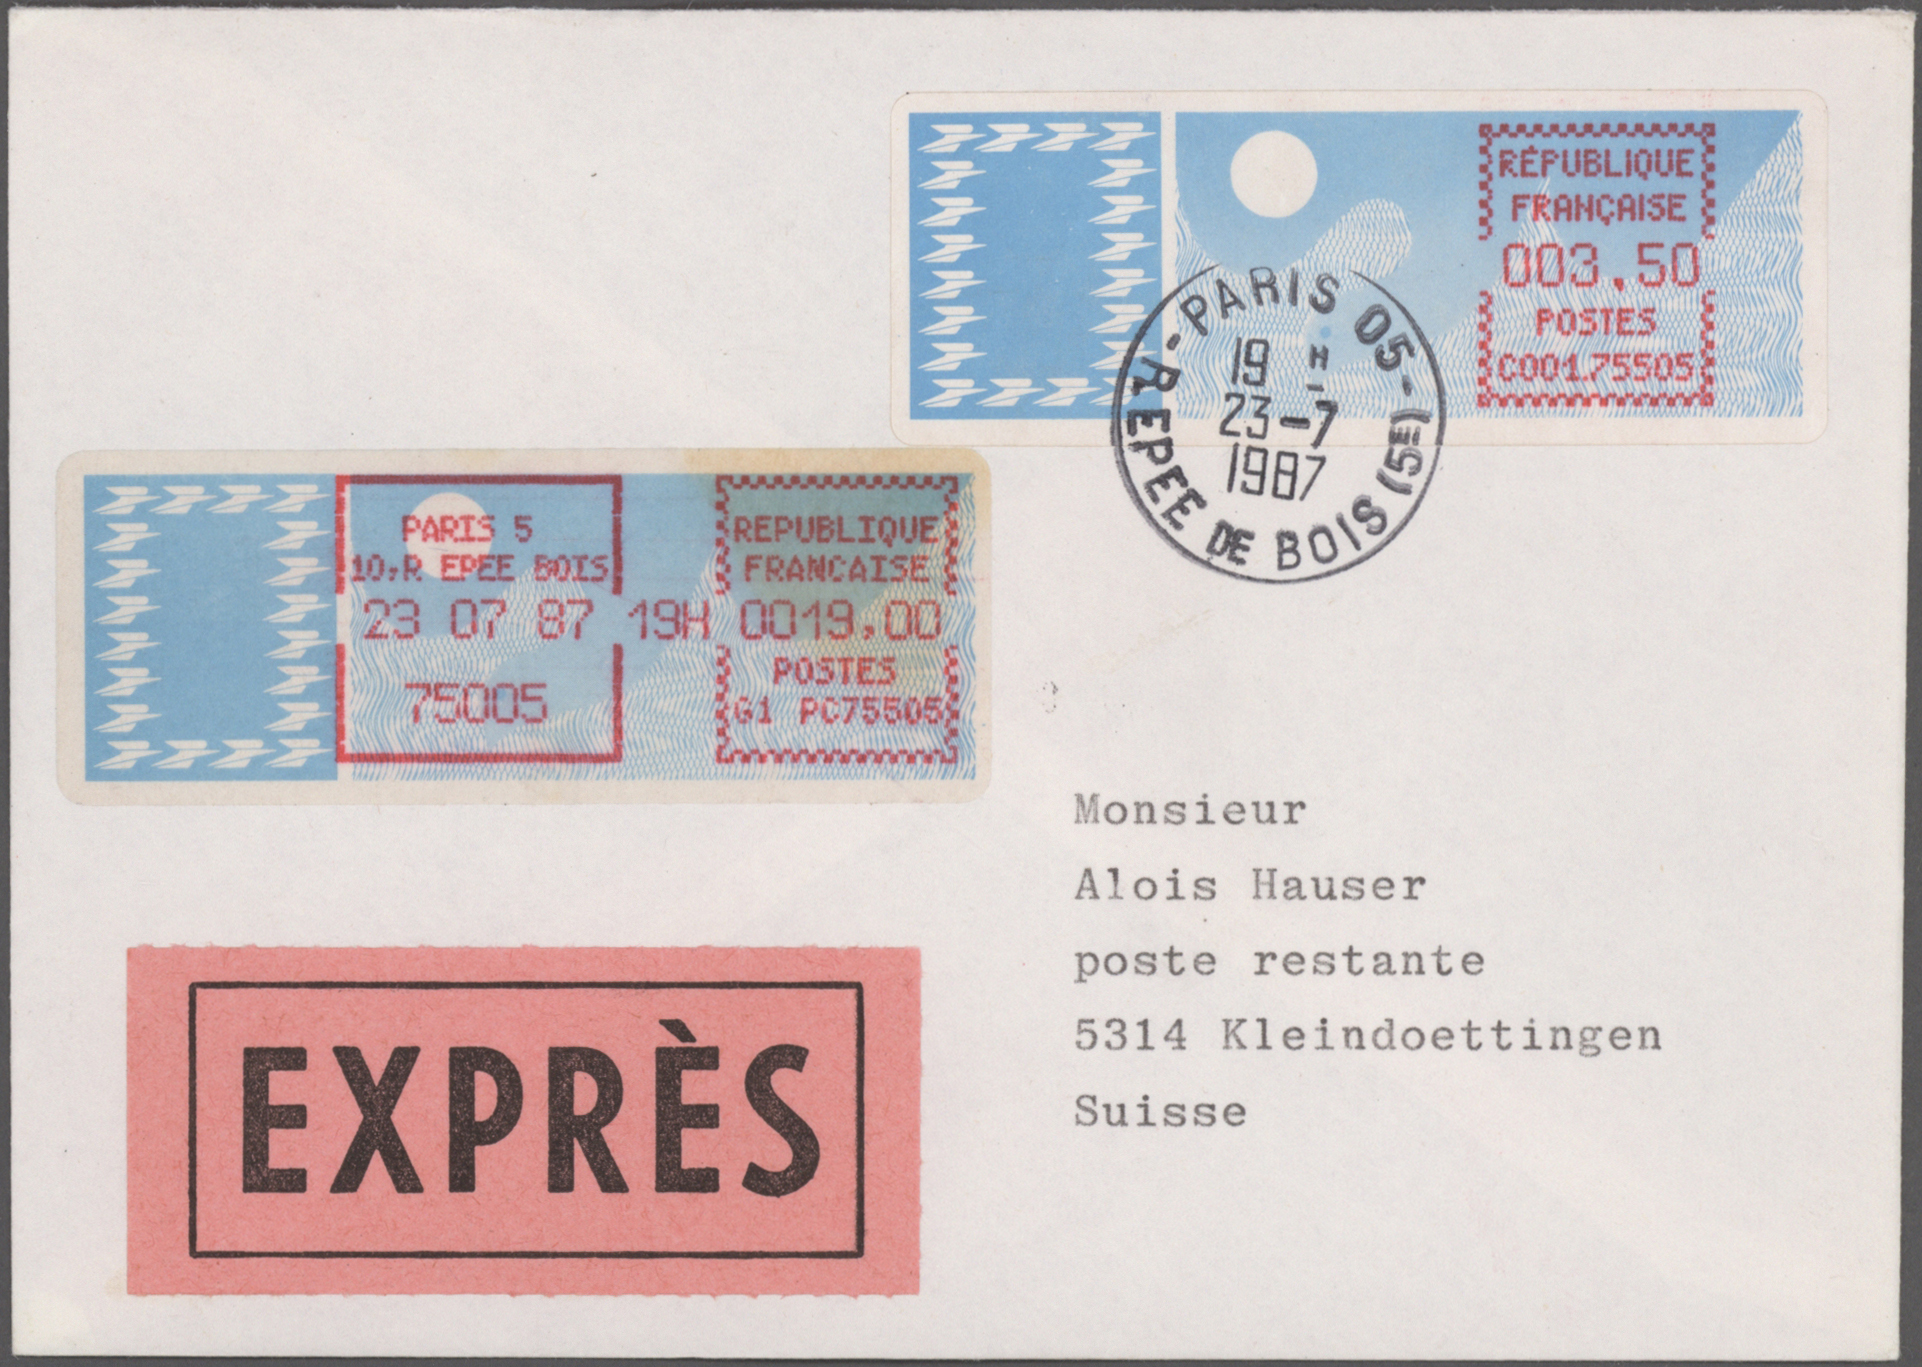 RÉPUBLIQUE
FRANÇAISE
003,50
POSTES
C001.75505
PARIS 05
19 H
23-7
1987
R EPEE DE BOIS (5E)
PARIS 5
10,R EPEE BOIS
23 07 87 19H
75005
REPUBLIQUE
FRANCAISE
0019,00
POSTES
G1 PC75505
Monsieur
Alois Hauser
poste restante
5314 Kleindoettingen
Suisse
EXPRÈS